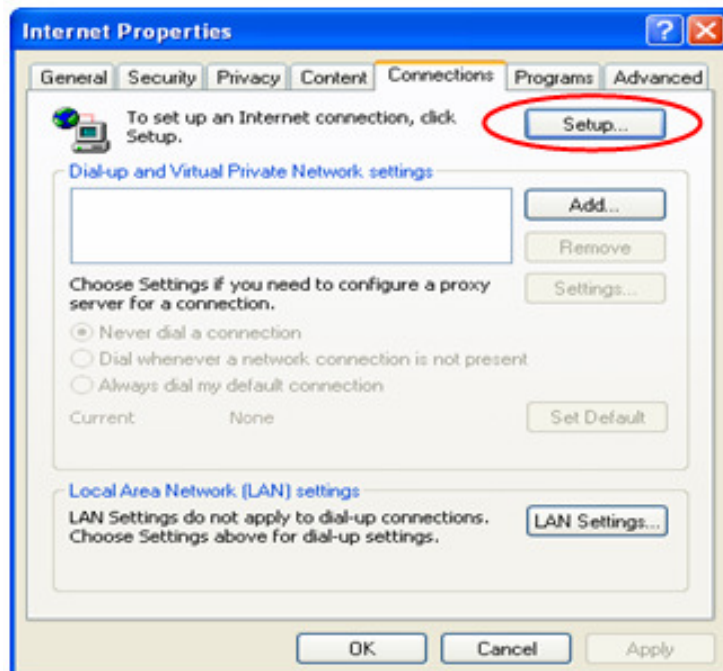 Internet Properties
General Security Privacy Content Connections Programs Advanced
To set up an Internet connection, click
Setup.
Setup...
Dial-up and Virtual Private Network settings
Add...
Remove
Choose Settings if you need to configure a proxy
server for a connection.
Settings...
Never dial a connection
Dial whenever a network connection is not present
Always dial my default connection
Current None
Set Default
Local Area Network (LAN) settings
LAN Settings do not apply to dial-up connections.
Choose Settings above for dial-up settings.
LAN Settings...
OK Cancel Apply